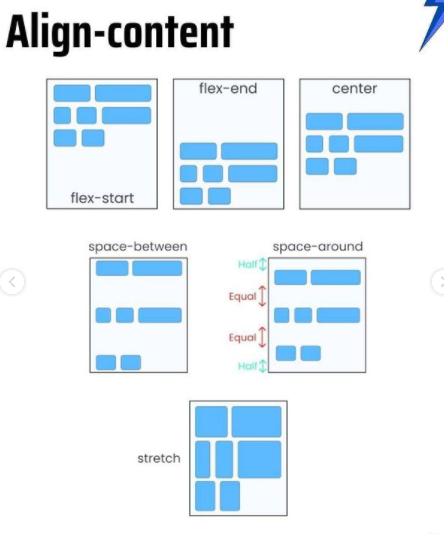 Align-content
flex-end
center
flex-start
space-between
space-around
Half
Equal
Equal
Half
stretch